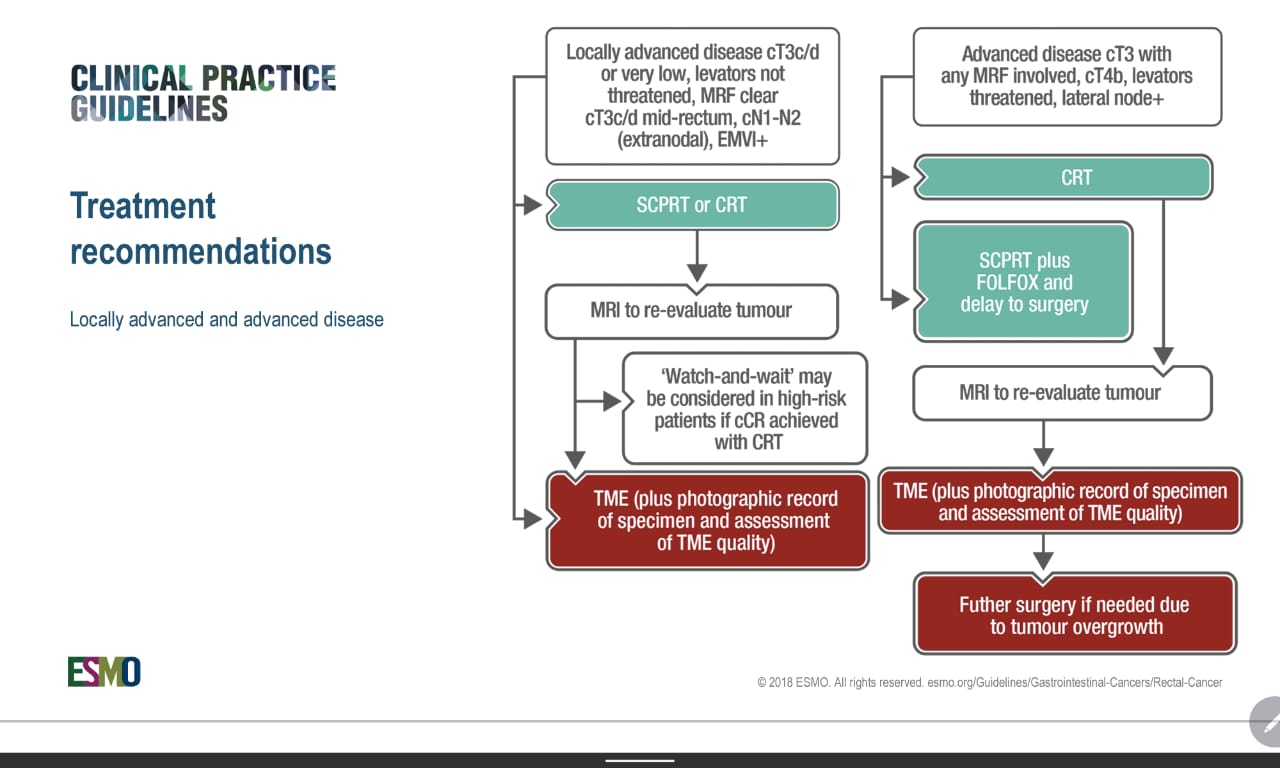 CLINICAL PRACTICE
GUIDELINES
Treatment
recommendations
Locally advanced and advanced disease
Locally advanced disease cT3c/d
or very low, levators not
threatened, MRF clear
cT3c/d mid-rectum, cN1-N2
(extranodal), EMVI+
SCPRT or CRT
MRI to re-evaluate tumour
‘Watch-and-wait’ may
be considered in high-risk
patients if cCR achieved
with CRT
TME (plus photographic record
of specimen and assessment
of TME quality)
Advanced disease cT3 with
any MRF involved, cT4b, levators
threatened, lateral node+
CRT
SCPRT plus
FOLFOX and
delay to surgery
MRI to re-evaluate tumour
TME (plus photographic record of specimen
and assessment of TME quality)
Futher surgery if needed due
to tumour overgrowth
ESMO
© 2018 ESMO. All rights reserved. esmo.org/Guidelines/Gastrointestinal-Cancers/Rectal-Cancer